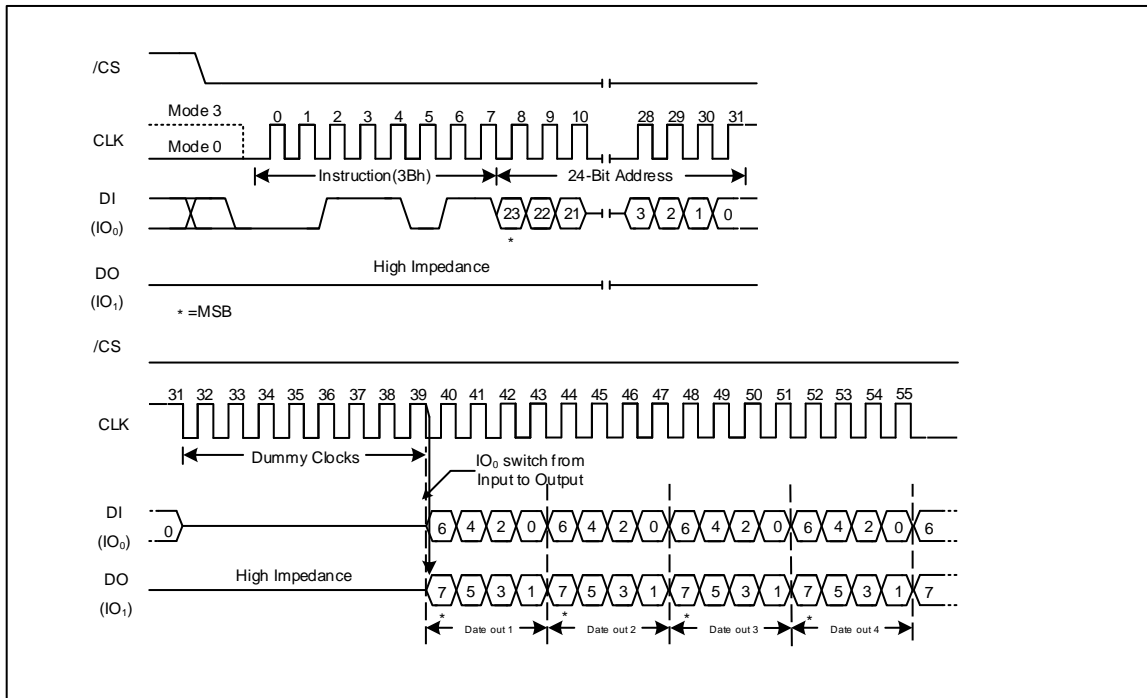 /CS
Mode 3
0 1 2 3 4 5 6 7 8 9 10 28 29 30 31
CLK
Mode 0
Instruction(3Bh) 24-Bit Address
DI
(IO₀)
23 22 21 3 2 1 0
*
High Impedance
DO
(IO₁)
* =MSB
/CS
31 32 33 34 35 36 37 38 39 40 41 42 43 44 45 46 47 48 49 50 51 52 53 54 55
CLK
Dummy Clocks
IO₀ switch from
Input to Output
DI
(IO₀)
0 6 4 2 0 6 4 2 0 6 4 2 0 6 4 2 0 6
High Impedance
DO
(IO₁)
7 5 3 1 7 5 3 1 7 5 3 1 7 5 3 1 7
* * * *
Date out 1 Date out 2 Date out 3 Date out 4